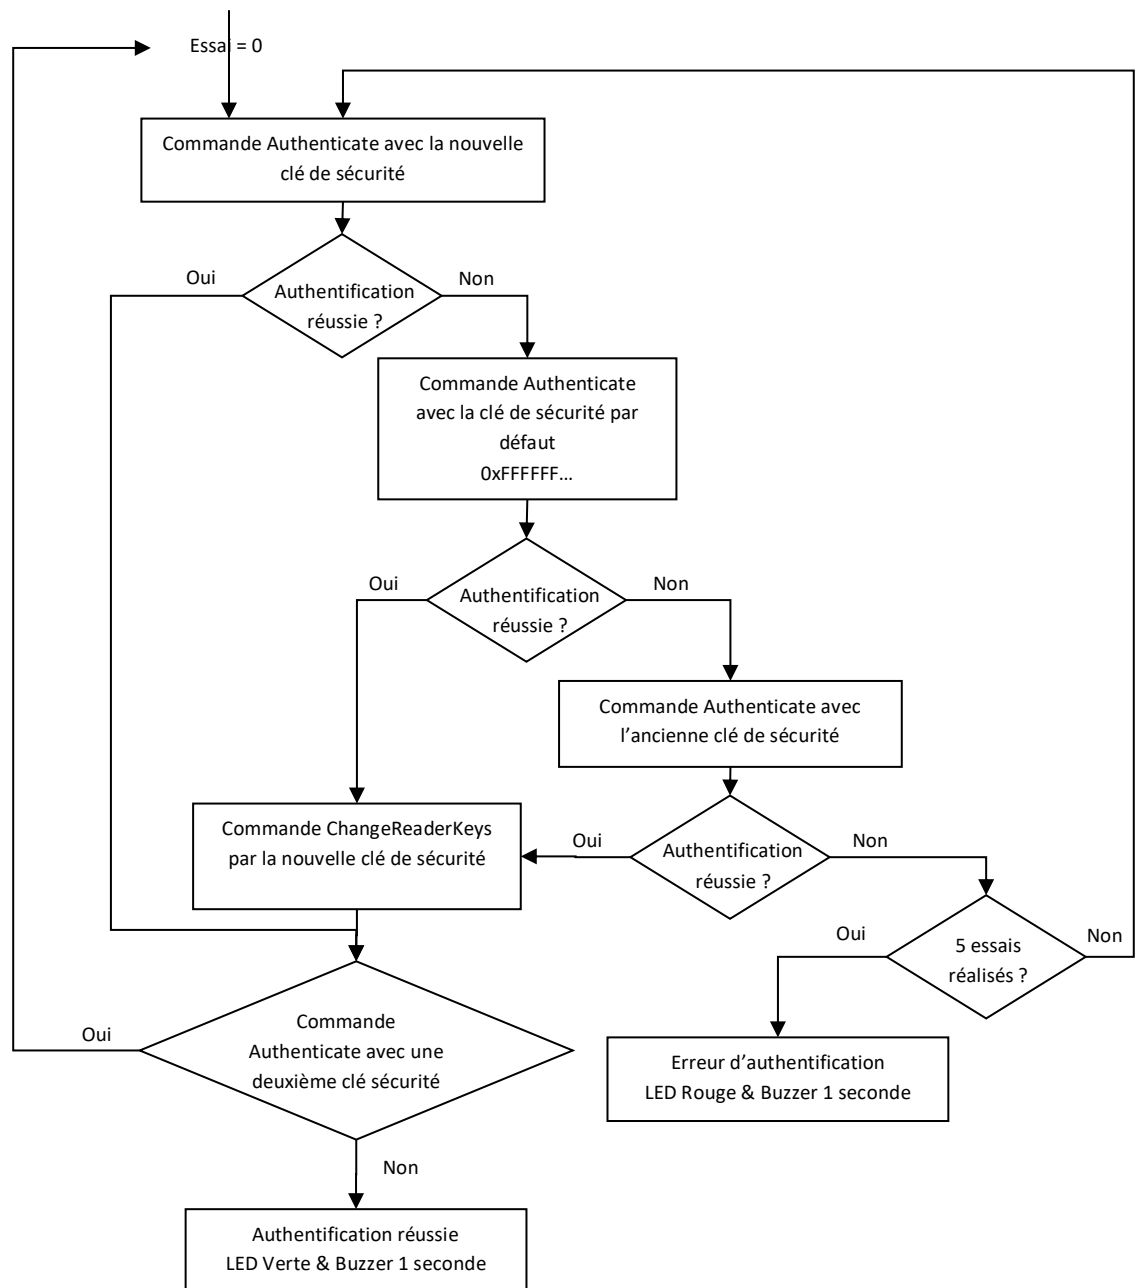 Essai = 0
Commande Authenticate avec la nouvelle
clé de sécurité
Oui
Non
Authentification
réussie ?
Commande Authenticate
avec la clé de sécurité par
défaut
0xFFFFFF...
Oui
Non
Authentification
réussie ?
Commande Authenticate avec
l’ancienne clé de sécurité
Commande ChangeReaderKeys
par la nouvelle clé de sécurité
Oui
Non
Authentification
réussie ?
Oui
Non
5 essais
réalisés ?
Oui
Commande
Authenticate avec une
deuxième clé sécurité
Erreur d’authentification
LED Rouge & Buzzer 1 seconde
Non
Authentification réussie
LED Verte & Buzzer 1 seconde